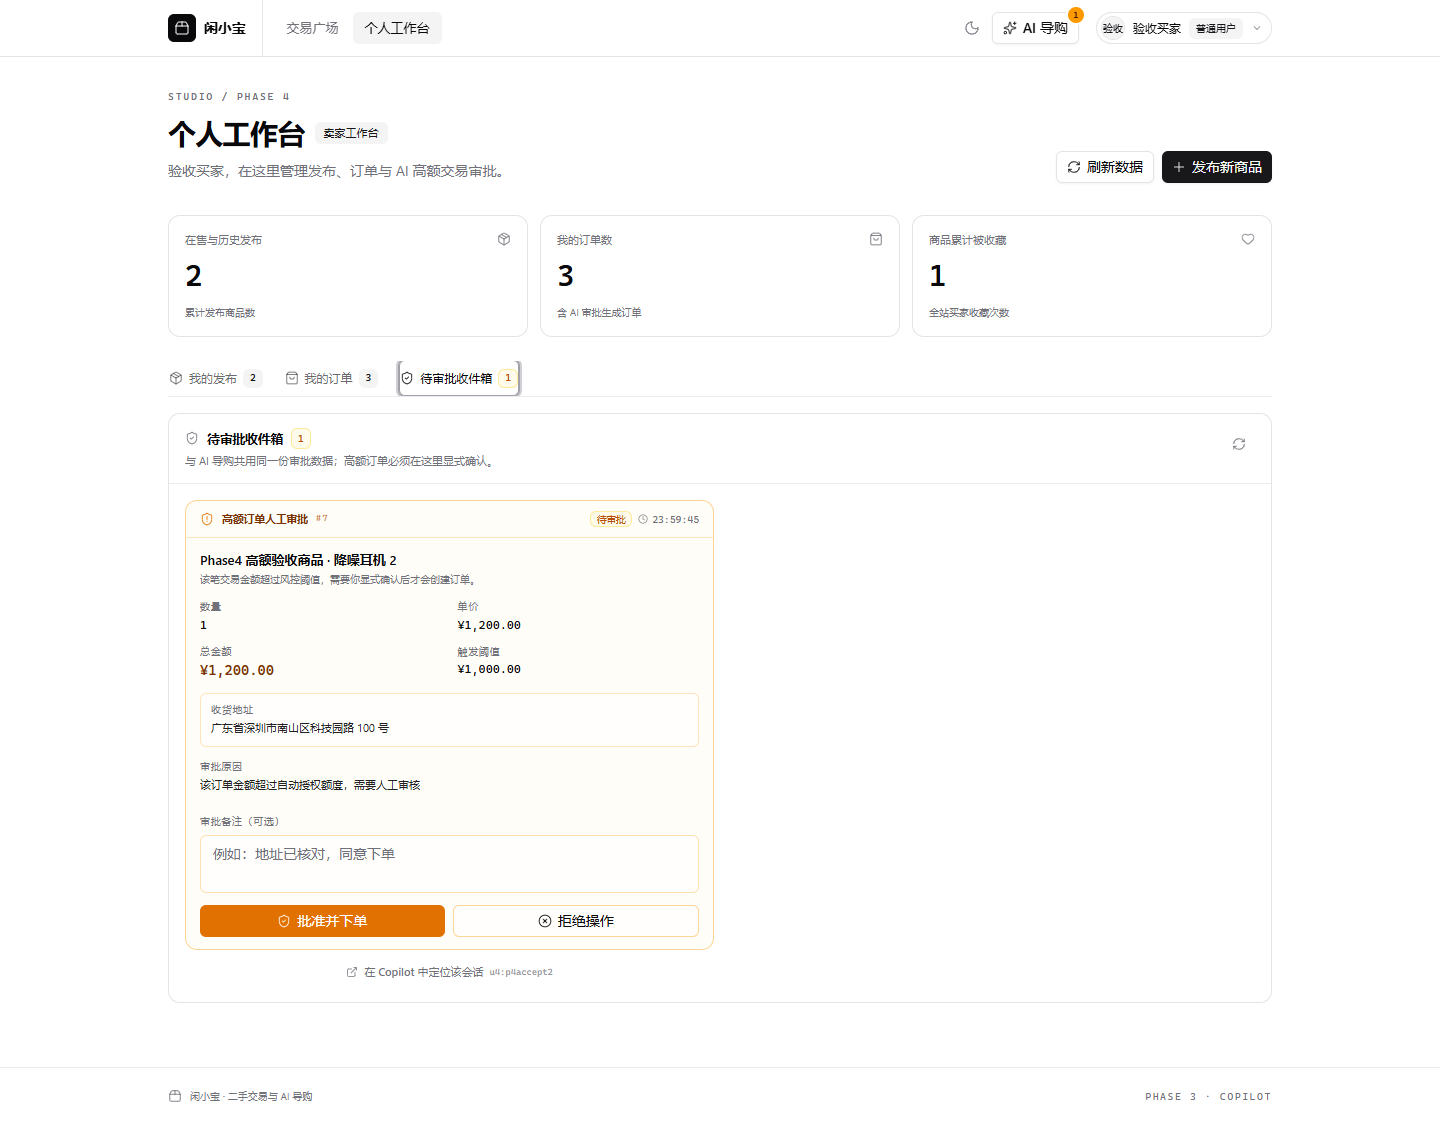 闲小宝
交易广场
个人工作台
AI 导购
1
验收
验收买家
普通用户
STUDIO / PHASE 4
个人工作台
卖家工作台
验收买家，在这里管理发布、订单与 AI 高额交易审批。
刷新数据
发布新商品
在售与历史发布
2
累计发布商品数
我的订单数
3
含 AI 审批生成订单
商品累计被收藏
1
全站买家收藏次数
我的发布 2
我的订单 3
待审批收件箱 1
待审批收件箱 1
与 AI 导购共用同一份审批数据；高额订单必须在这里显式确认。
高额订单人工审批 #7
待审批
23:59:45
Phase4 高额验收商品 · 降噪耳机 2
该笔交易金额超过风控阈值，需要你显式确认后才会创建订单。
数量
1
单价
¥1,200.00
总金额
¥1,200.00
触发阈值
¥1,000.00
收货地址
广东省深圳市南山区科技园路 100 号
审批原因
该订单金额超过自动授权额度，需要人工审核
审批备注（可选）
例如：地址已核对，同意下单
批准并下单
拒绝操作
在 Copilot 中定位该会话 u4:p4accept2
闲小宝 · 二手交易与 AI 导购
PHASE 3 · COPILOT